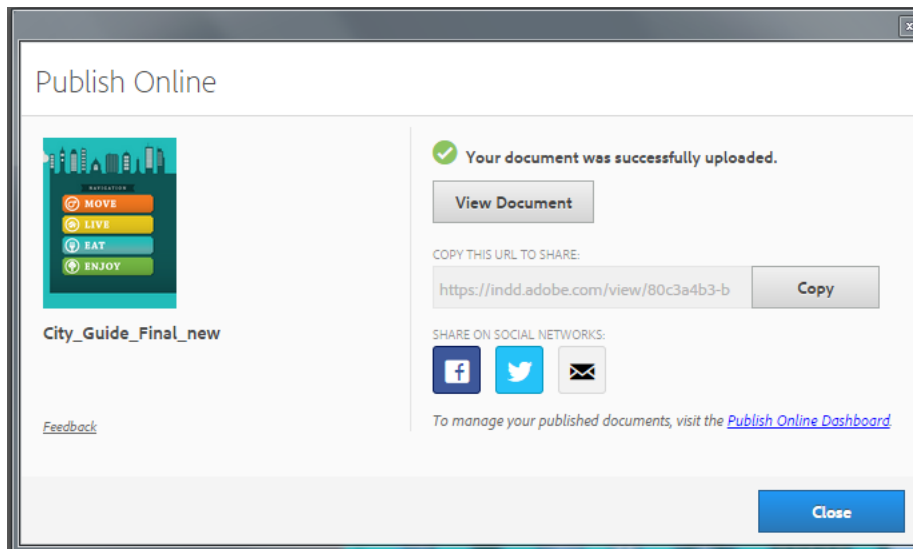 Publish Online
NAVIGATION
MOVE
LIVE
EAT
ENJOY
City_Guide_Final_new
Feedback
Your document was successfully uploaded.
View Document
COPY THIS URL TO SHARE:
https://indd.adobe.com/view/80c3a4b3-b
Copy
SHARE ON SOCIAL NETWORKS:
To manage your published documents, visit the Publish Online Dashboard.
Close